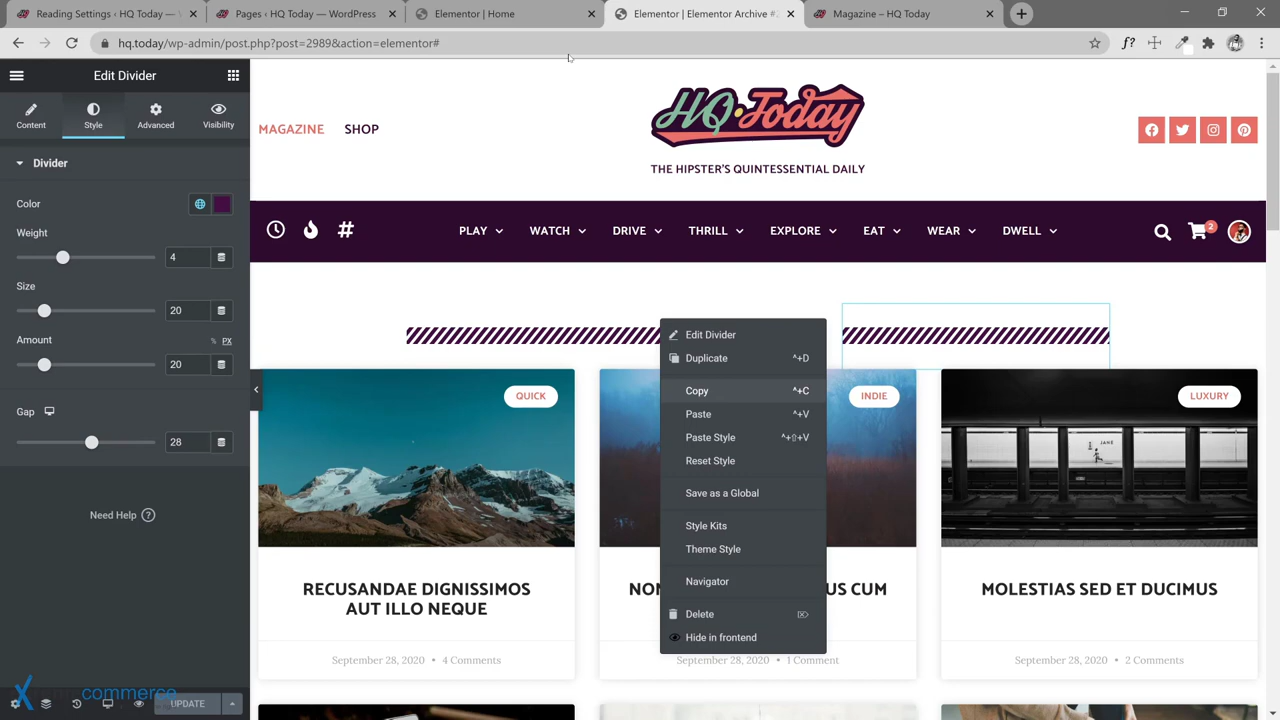 Reading Settings ‹ HQ.Today —
Pages ‹ HQ.Today — WordPress
Elementor | Home
Elementor | Elementor Archive #2
Magazine – HQ Today
hq.today/wp-admin/post.php?post=2989&action=elementor#
Edit Divider
Content
Style
Advanced
Visibility
Divider
Color
Weight
4
Size
20
Amount
% PX
20
Gap
28
Need Help
UPDATE
commerce
MAGAZINE SHOP
HQ Today
THE HIPSTER'S QUINTESSENTIAL DAILY
PLAY WATCH DRIVE THRILL EXPLORE EAT WEAR DWELL
2
Edit Divider
Duplicate ^+D
Copy ^+C
Paste ^+V
Paste Style ^+⇧+V
Reset Style
Save as a Global
Style Kits
Theme Style
Navigator
Delete
Hide in frontend
QUICK
RECUSANDAE DIGNISSIMOS
AUT ILLO NEQUE
September 28, 2020 • 4 Comments
INDIE
US CUM
September 28, 2020 • 1 Comment
LUXURY
JANE
MOLESTIAS SED ET DUCIMUS
September 28, 2020 • 2 Comments